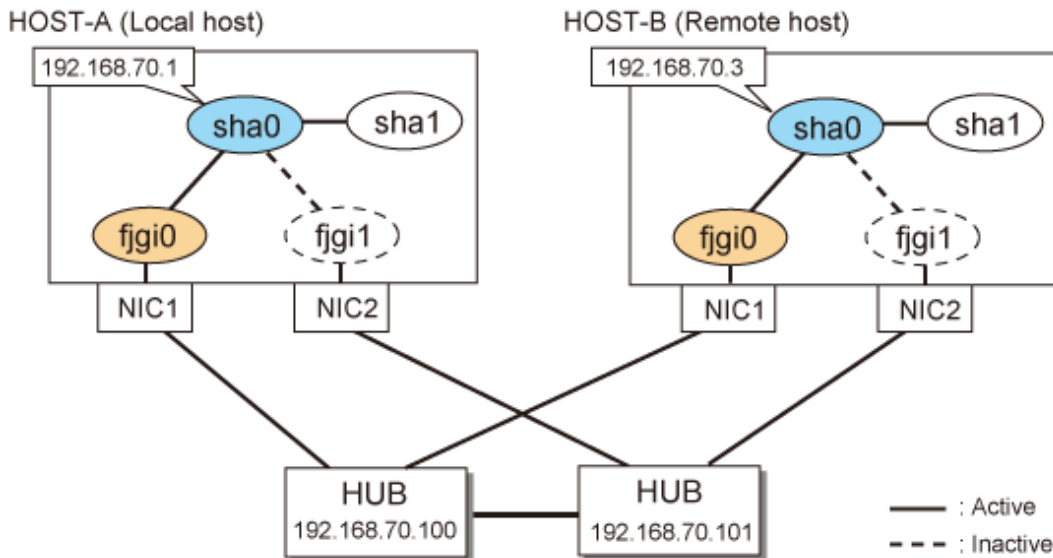 HOST-A (Local host)
HOST-B (Remote host)
192.168.70.1
192.168.70.3
sha0
sha1
sha0
sha1
fjgi0
fjgi1
fjgi0
fjgi1
NIC1
NIC2
NIC1
NIC2
HUB
192.168.70.100
HUB
192.168.70.101
: Active
: Inactive